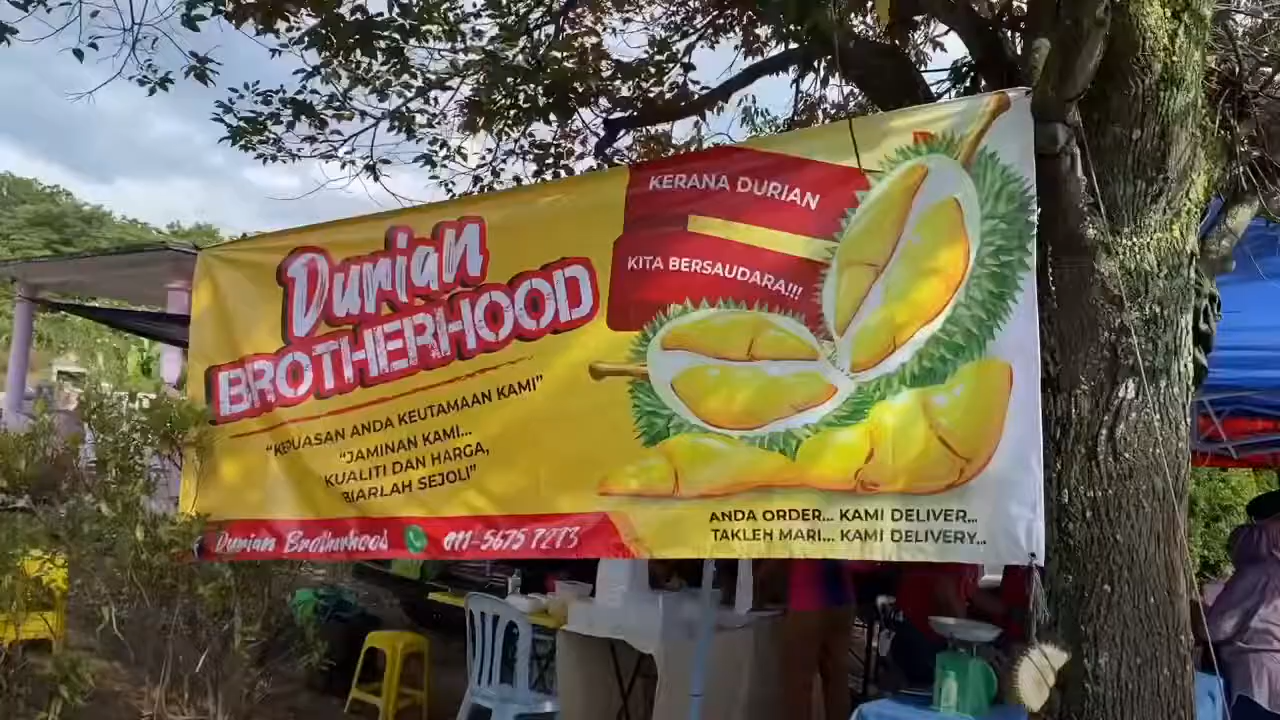 Durian
BROTHERHOOD
"KEPUASAN ANDA KEUTAMAAN KAMI"
"JAMINAN KAMI...
KUALITI DAN HARGA,
BIARLAH SEJOLI"
KERANA DURIAN
KITA BERSAUDARA!!!
Durian Brotherhood 011-5675 7273
ANDA ORDER... KAMI DELIVER...
TAKLEH MARI... KAMI DELIVERY...